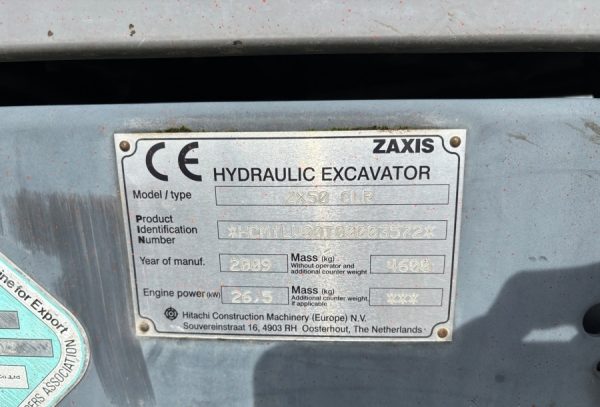 CE
ZAXIS
HYDRAULIC EXCAVATOR
Model / type
ZX50 CLR
Product
Identification
Number
Year of manuf.
2009
Mass (kg)
Without operator and
additional counter weight
4600
Engine power (kW)
26.5
Mass (kg)
Additional counter weight
if applicable
***
Hitachi Construction Machinery (Europe) N.V.
Souvereinstraat 16, 4903 RH Oosterhout, The Netherlands
ine for Export
ERS ASSOCIATION